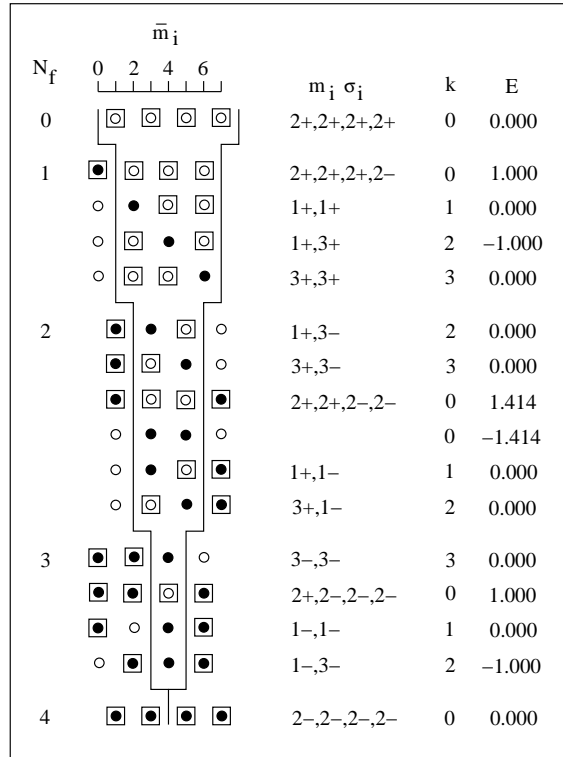 m̄ i
N f 0 2 4 6 m i σ i k E
0 2+,2+,2+,2+ 0 0.000
1 2+,2+,2+,2− 0 1.000
1+,1+ 1 0.000
1+,3+ 2 −1.000
3+,3+ 3 0.000
2 1+,3− 2 0.000
3+,3− 3 0.000
2+,2+,2−,2− 0 1.414
0 −1.414
1+,1− 1 0.000
3+,1− 2 0.000
3 3−,3− 3 0.000
2+,2−,2−,2− 0 1.000
1−,1− 1 0.000
1−,3− 2 −1.000
4 2−,2−,2−,2− 0 0.000